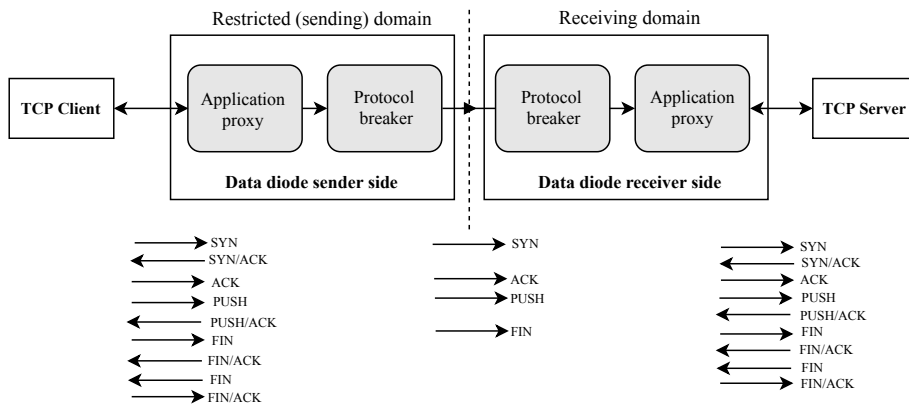 Restricted (sending) domain
Receiving domain
TCP Client
Application
proxy
Protocol
breaker
Protocol
breaker
Application
proxy
TCP Server
Data diode sender side
Data diode receiver side
SYN
SYN/ACK
ACK
PUSH
PUSH/ACK
FIN
FIN/ACK
FIN
FIN/ACK
SYN
ACK
PUSH
FIN
SYN
SYN/ACK
ACK
PUSH
PUSH/ACK
FIN
FIN/ACK
FIN
FIN/ACK